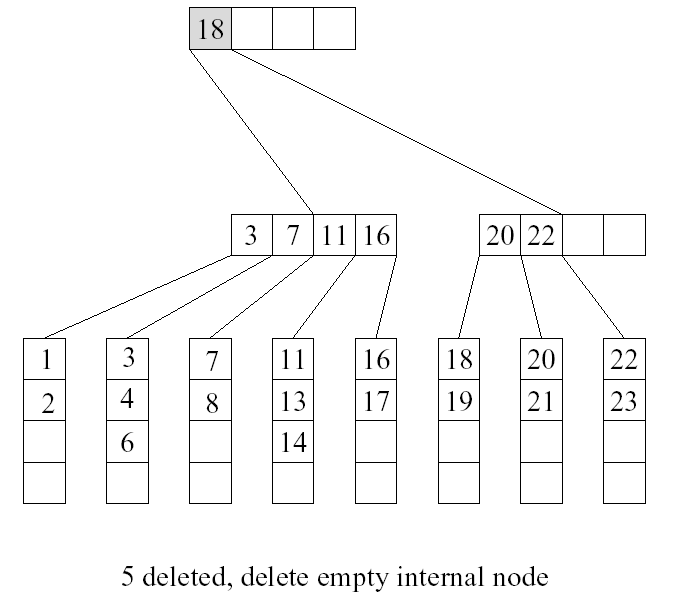 18
3 7 11 16 20 22
1 3 7 11 16 18 20 22
2 4 8 13 17 19 21 23
6 14
5 deleted, delete empty internal node